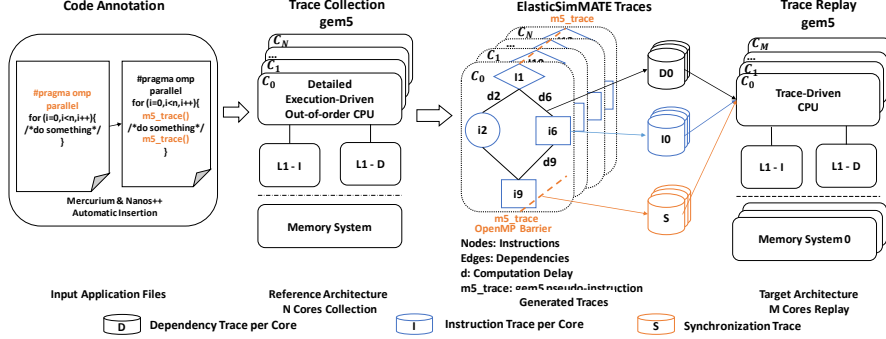 Code Annotation
#pragma omp
parallel
for (i=0,i<n,i++){
/*do something*/
}
#pragma omp
parallel
for (i=0,i<n,i++){
m5_trace()
/*do something*/
m5_trace()
}
Mercurium & Nanos++
Automatic Insertion
Input Application Files
Trace Collection
gem5
C_N
...
C_1
C_0
Detailed
Execution-Driven
Out-of-order CPU
L1 - I
L1 - D
Memory System
Reference Architecture
N Cores Collection
ElasticSimMATE Traces
m5_trace
C_N
...
C_1
C_0
I1
d2
d6
i2
i6
d9
i9
m5_trace
OpenMP Barrier
D0
I0
S
Nodes: Instructions
Edges: Dependencies
d: Computation Delay
m5_trace: gem5 pseudo-instruction
Generated Traces
Trace Replay
gem5
C_M
...
C_1
C_0
Trace-Driven
CPU
L1 - I
L1 - D
Memory System 0
Target Architecture
M Cores Replay
D Dependency Trace per Core
I Instruction Trace per Core
S Synchronization Trace